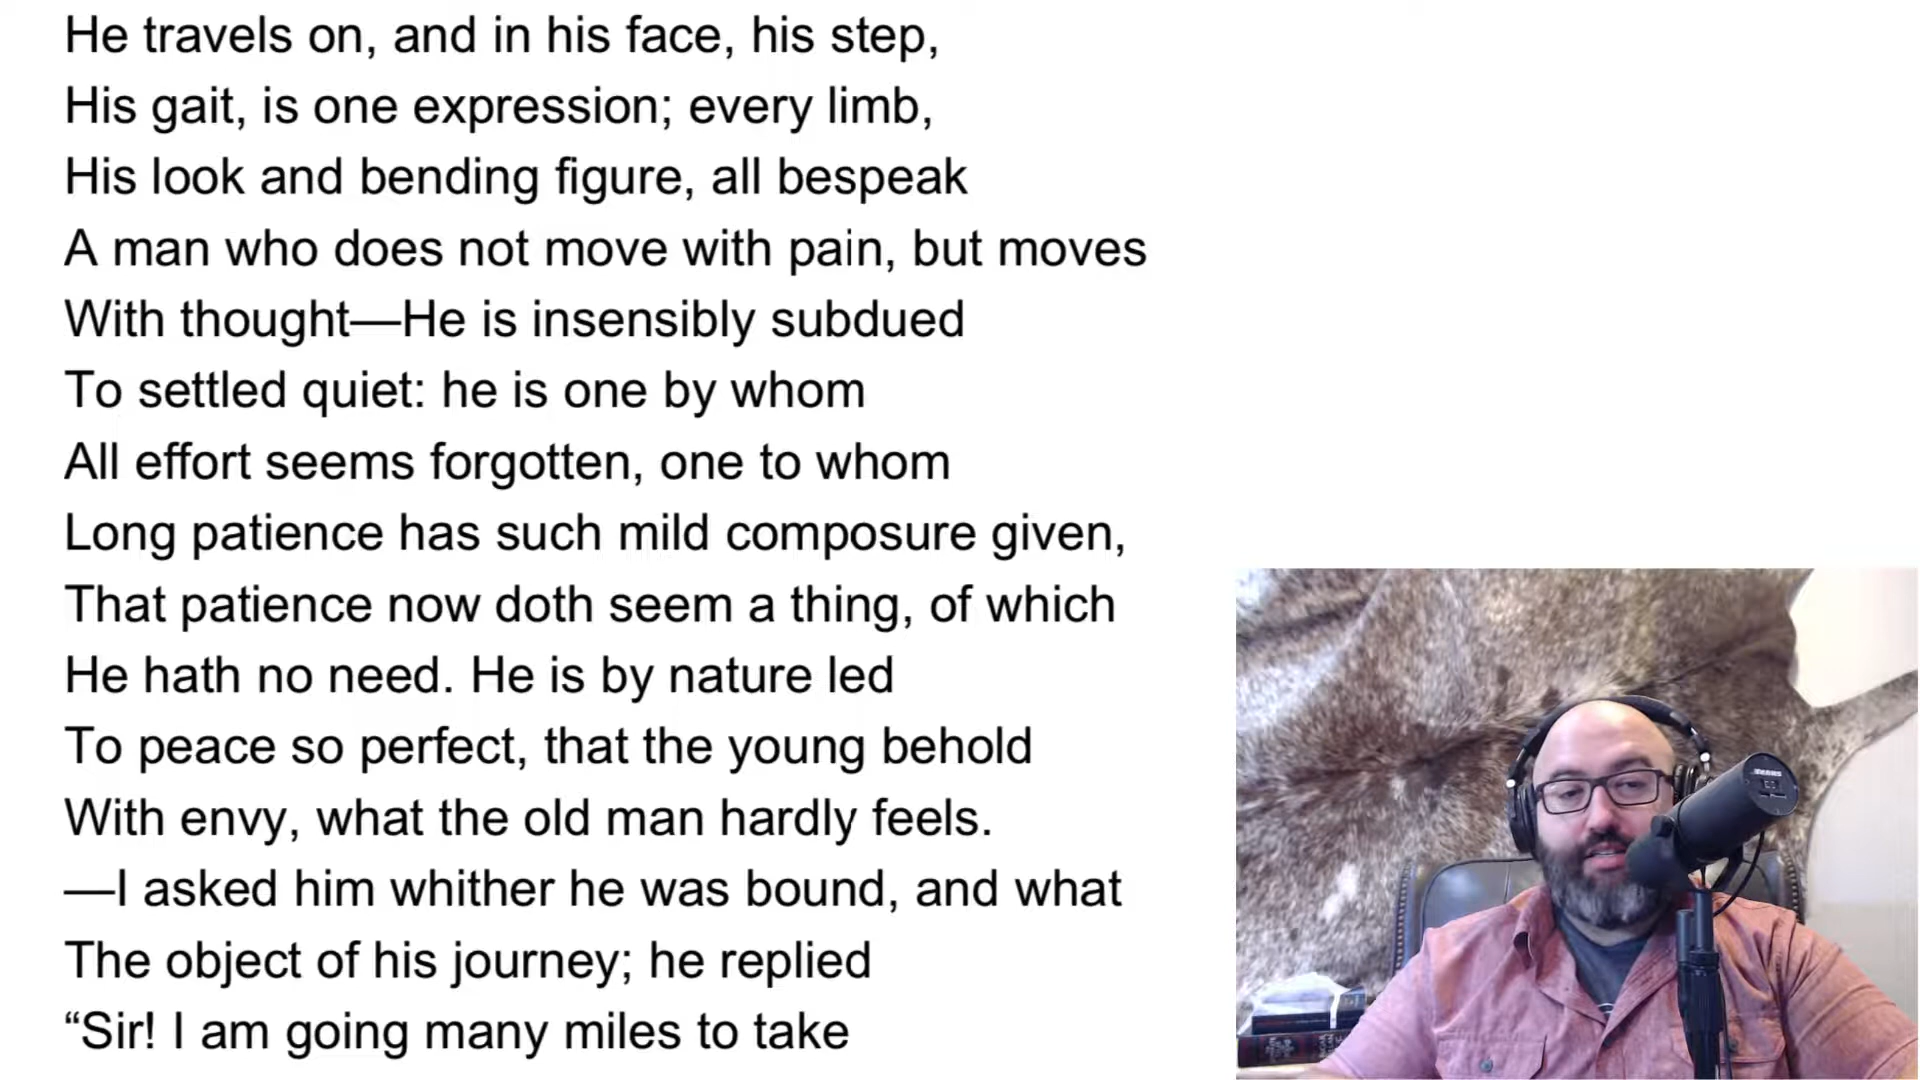 He travels on, and in his face, his step,
His gait, is one expression; every limb,
His look and bending figure, all bespeak
A man who does not move with pain, but moves
With thought—He is insensibly subdued
To settled quiet: he is one by whom
All effort seems forgotten, one to whom
Long patience has such mild composure given,
That patience now doth seem a thing, of which
He hath no need. He is by nature led
To peace so perfect, that the young behold
With envy, what the old man hardly feels.
—I asked him whither he was bound, and what
The object of his journey; he replied
“Sir! I am going many miles to take